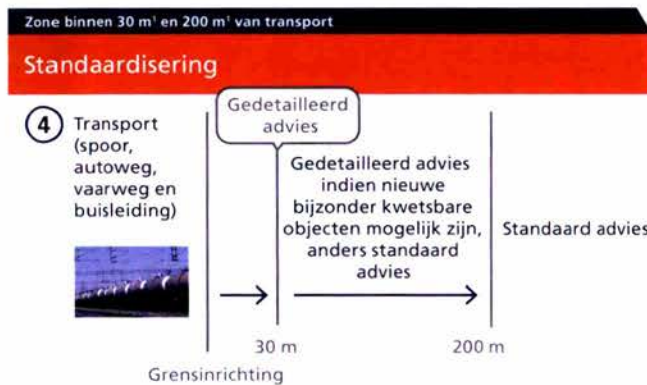 Zone binnen 30 m¹ en 200 m¹ van transport
Standaardisering
4 Transport
(spoor,
autoweg,
vaarweg en
buisleiding)
Gedetailleerd
advies
Gedetailleerd advies
indien nieuwe
bijzonder kwetsbare
objecten mogelijk zijn,
anders standaard
advies
Standaard advies
30 m
200 m
Grensinrichting